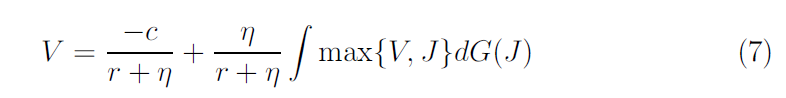 V = \frac{-c}{r + \eta} + \frac{\eta}{r + \eta} \int \max\{V, J\} dG(J) (7)